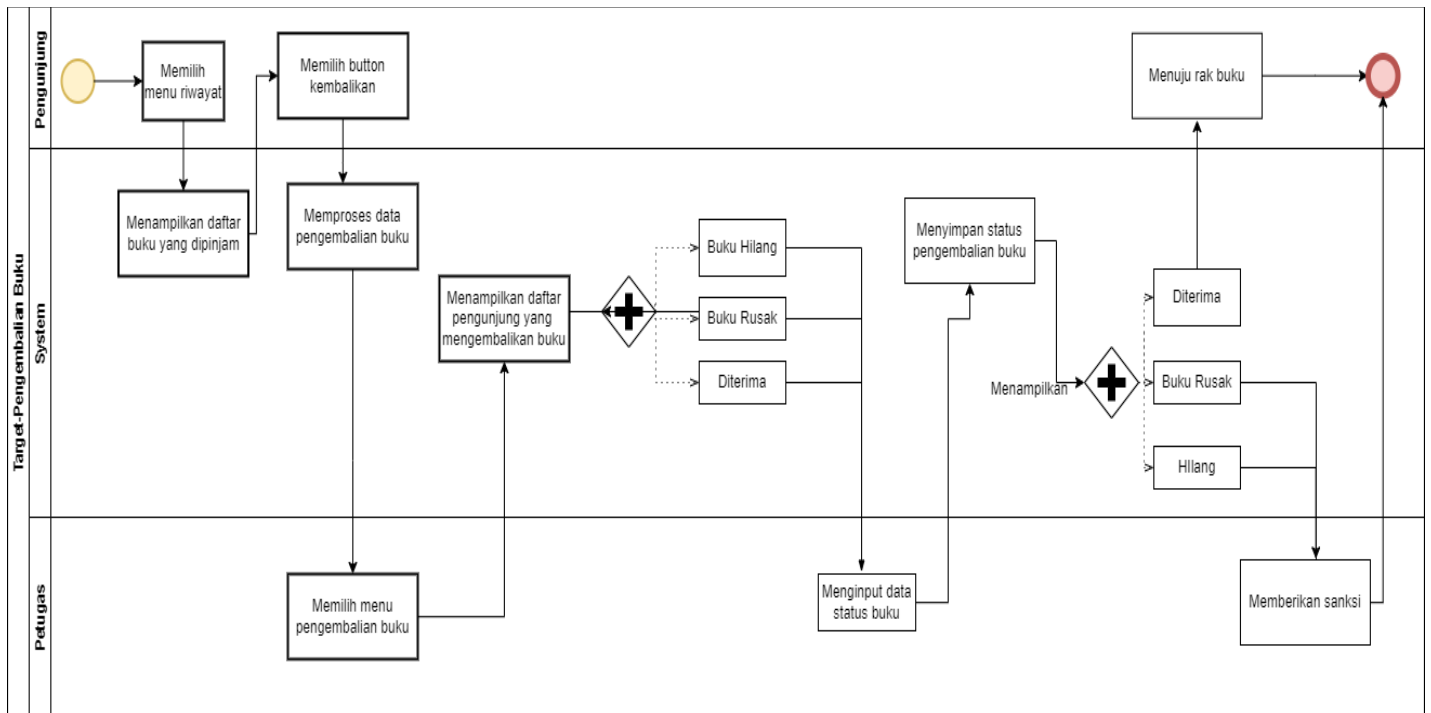 Target-Pengembalian Buku
Pengunjung
Memilih
menu riwayat
Memilih button
kembalikan
Menuju rak buku
System
Menampilkan daftar
buku yang dipinjam
Memproses data
pengembalian buku
Menampilkan daftar
pengunjung yang
mengembalikan buku
Buku Hilang
Buku Rusak
Diterima
Menyimpan status
pengembalian buku
Menampilkan
Diterima
Buku Rusak
HIlang
Petugas
Memilih menu
pengembalian buku
Menginput data
status buku
Memberikan sanksi